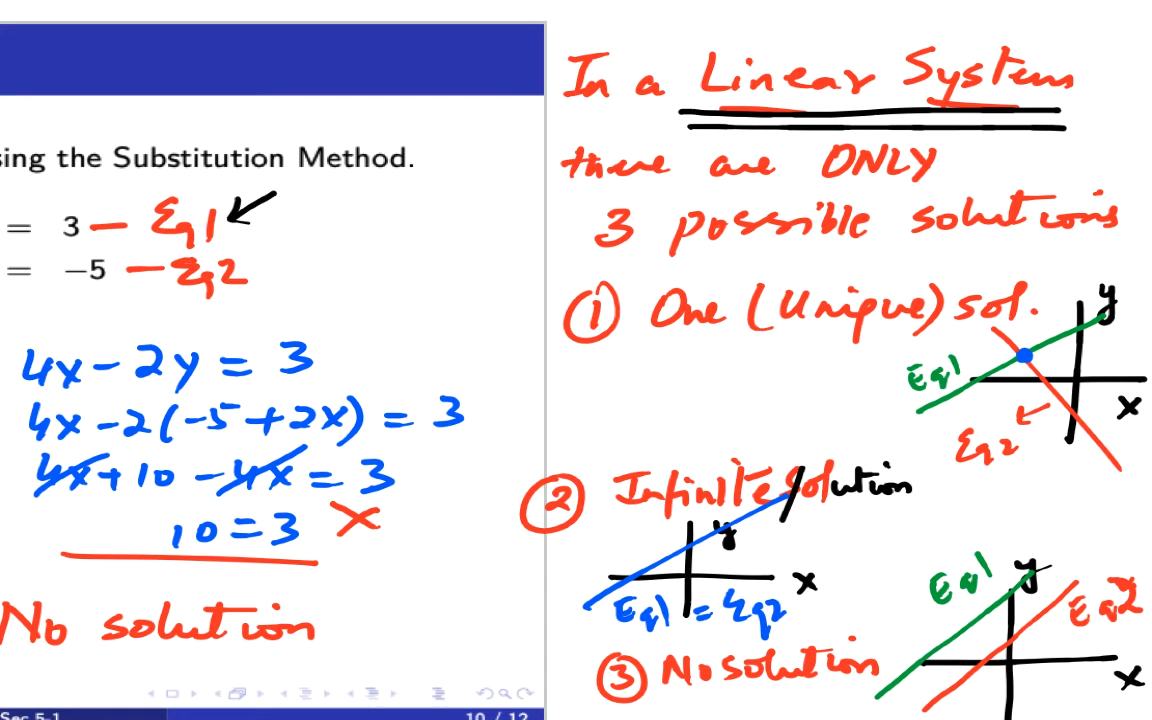 sing the Substitution Method.
= 3 — Eq1
= −5 — Eq2
4x − 2y = 3
4x − 2(−5 + 2x) = 3
4x + 10 − 4x = 3
10 = 3 X
No solution
Sec 5-1 10 / 12
In a Linear System
there are ONLY
3 possible solutions
① One (Unique) sol.
y
Eq1
x
Eq2
② Infinite solution
y
x
Eq1 = Eq2
Eq1
y
Eq2
③ No solution
x